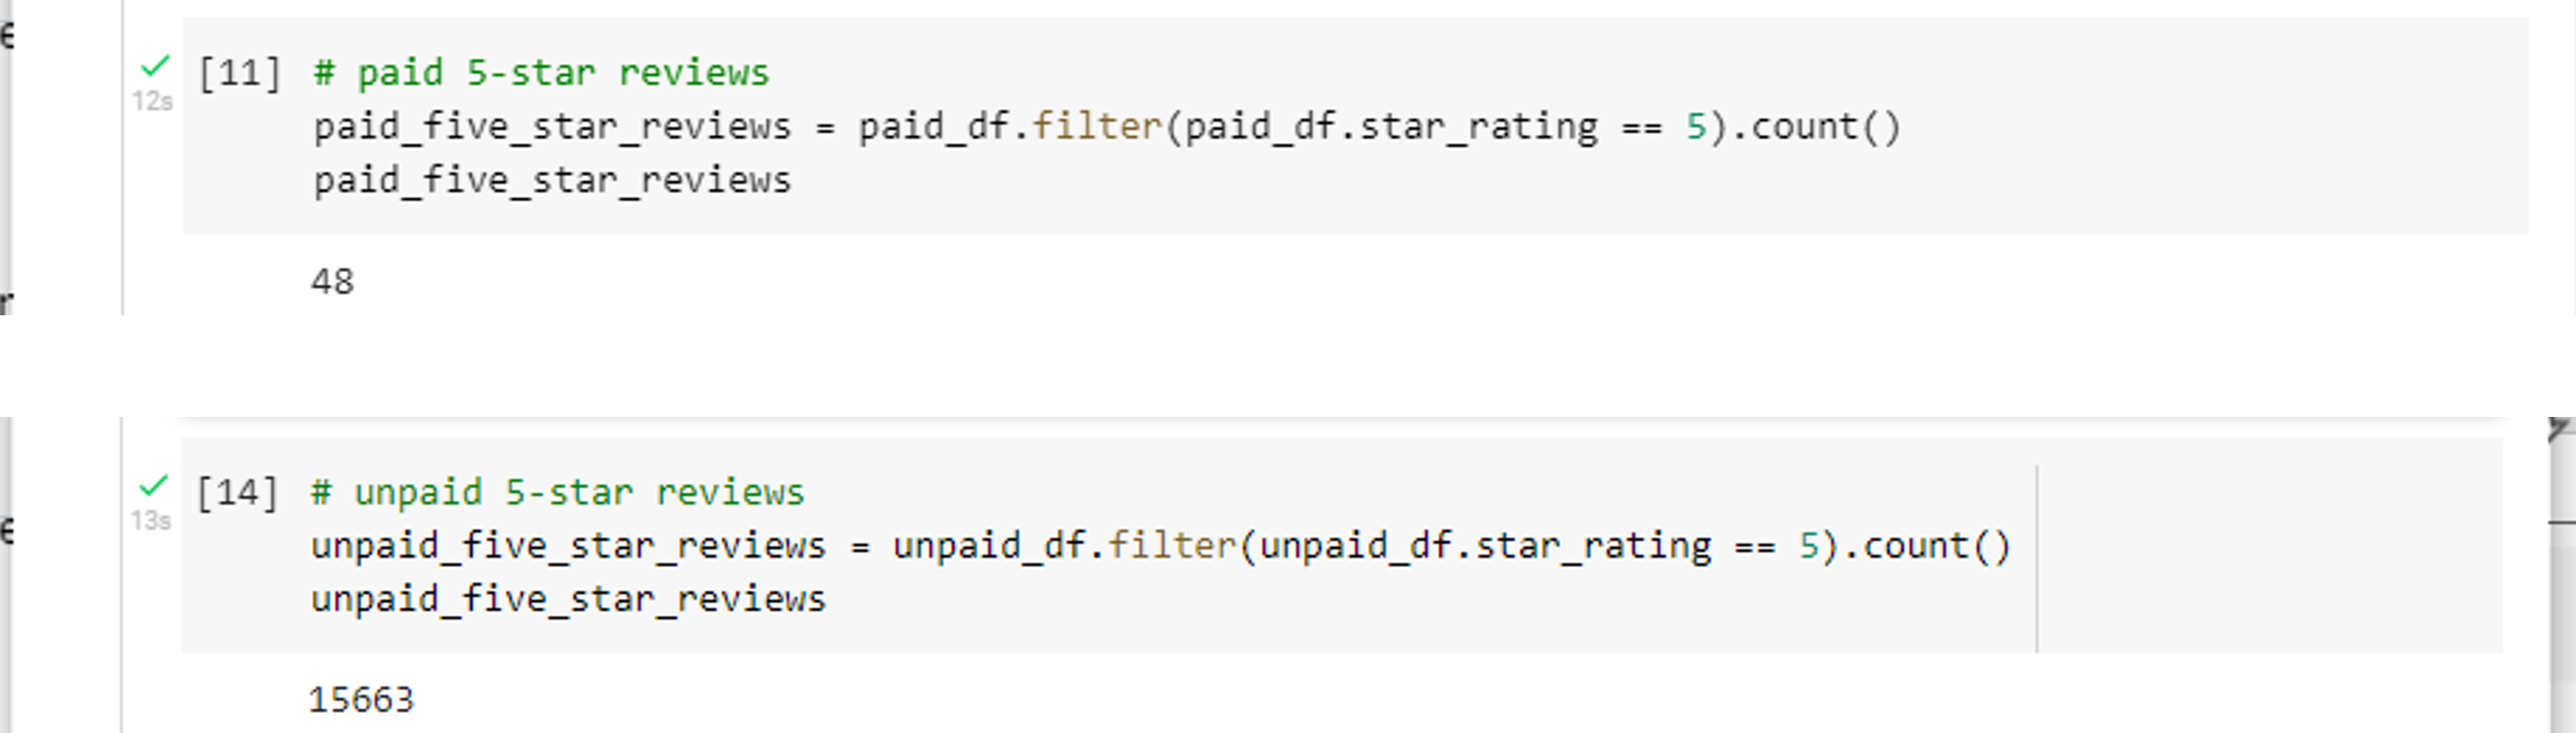 [11] # paid 5-star reviews
12s
paid_five_star_reviews = paid_df.filter(paid_df.star_rating == 5).count()
paid_five_star_reviews
48
[14] # unpaid 5-star reviews
13s
unpaid_five_star_reviews = unpaid_df.filter(unpaid_df.star_rating == 5).count()
unpaid_five_star_reviews
15663